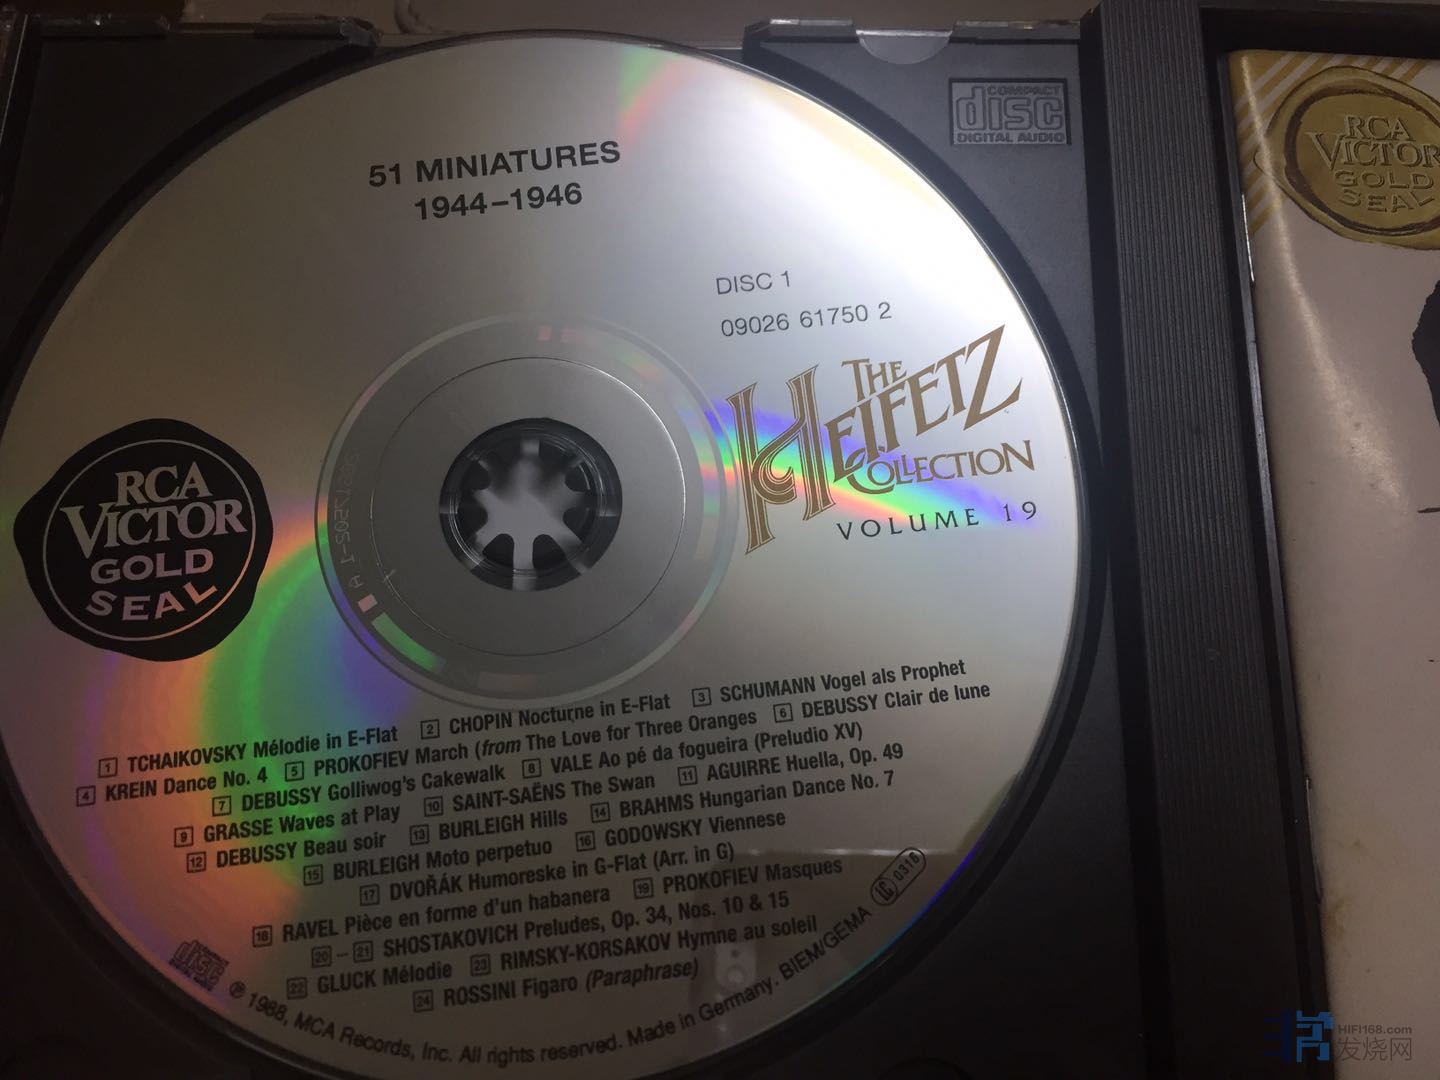 51 MINIATURES
1944–1946
COMPACT
disc
DIGITAL AUDIO
DISC 1
09026 61750 2
THE
HEIFETZ
COLLECTION
VOLUME 19
RCA
VICTOR
GOLD
SEAL
RCA
VICTOR
GOLD
SEAL
1 TCHAIKOVSKY Mélodie in E-Flat 2 CHOPIN Nocturne in E-Flat 3 SCHUMANN Vogel als Prophet
4 KREIN Dance No. 4 5 PROKOFIEV March (from The Love for Three Oranges 6 DEBUSSY Clair de lune
7 DEBUSSY Golliwog's Cakewalk 8 VALE Ao pé da fogueira (Preludio XV)
9 GRASSE Waves at Play 10 SAINT-SAËNS The Swan 11 AGUIRRE Huella, Op. 49
12 DEBUSSY Beau soir 13 BURLEIGH Hills 14 BRAHMS Hungarian Dance No. 7
15 BURLEIGH Moto perpetuo 16 GODOWSKY Viennese
17 DVOŘÁK Humoreske in G-Flat (Arr. in G)
18 RAVEL Pièce en forme d'un habanera 19 PROKOFIEV Masques
20–21 SHOSTAKOVICH Preludes, Op. 34, Nos. 10 & 15
22 GLUCK Mélodie 23 RIMSKY-KORSAKOV Hymne au soleil
24 ROSSINI Figaro (Paraphrase)
disc
℗ 1988, MCA Records, Inc. All rights reserved. Made in Germany. BIEM/GEMA LC 0316
HIFI168.com
发烧网